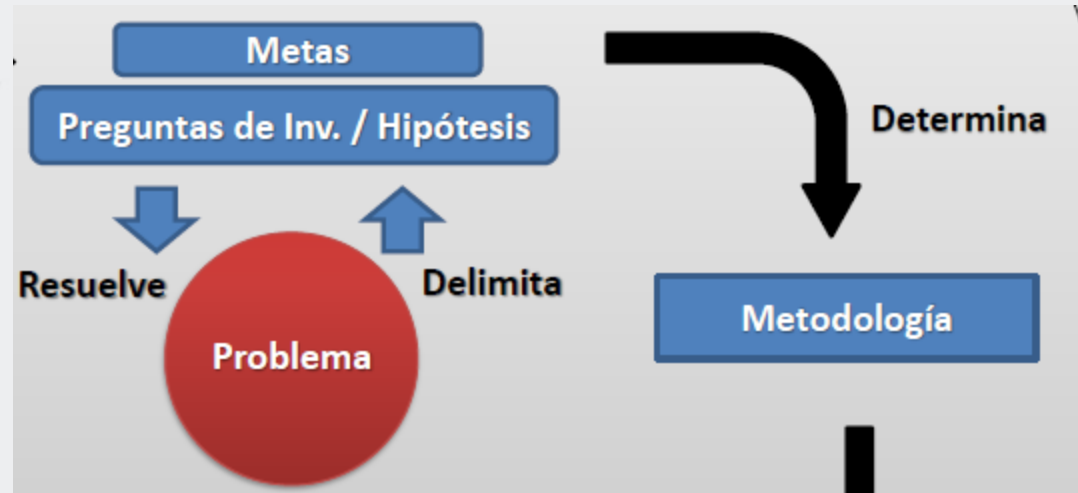 Metas
Preguntas de Inv. / Hipótesis
Determina
Resuelve
Delimita
Problema
Metodología